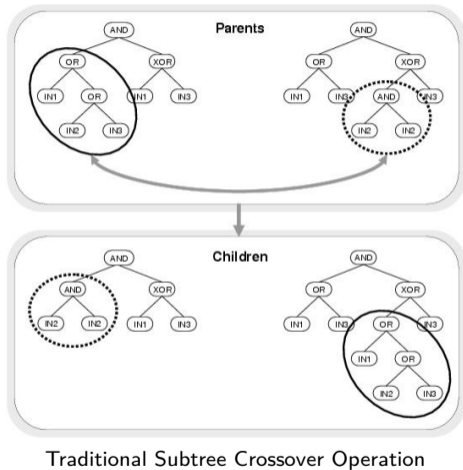 AND Parents AND
OR XOR OR XOR
IN1 OR IN1 IN3 IN1 IN3 AND IN3
IN2 IN3 IN2 IN2
AND Children AND
AND XOR OR XOR
IN2 IN2 IN1 IN3 IN1 IN3 OR IN3
IN1 OR
IN2 IN3
Traditional Subtree Crossover Operation